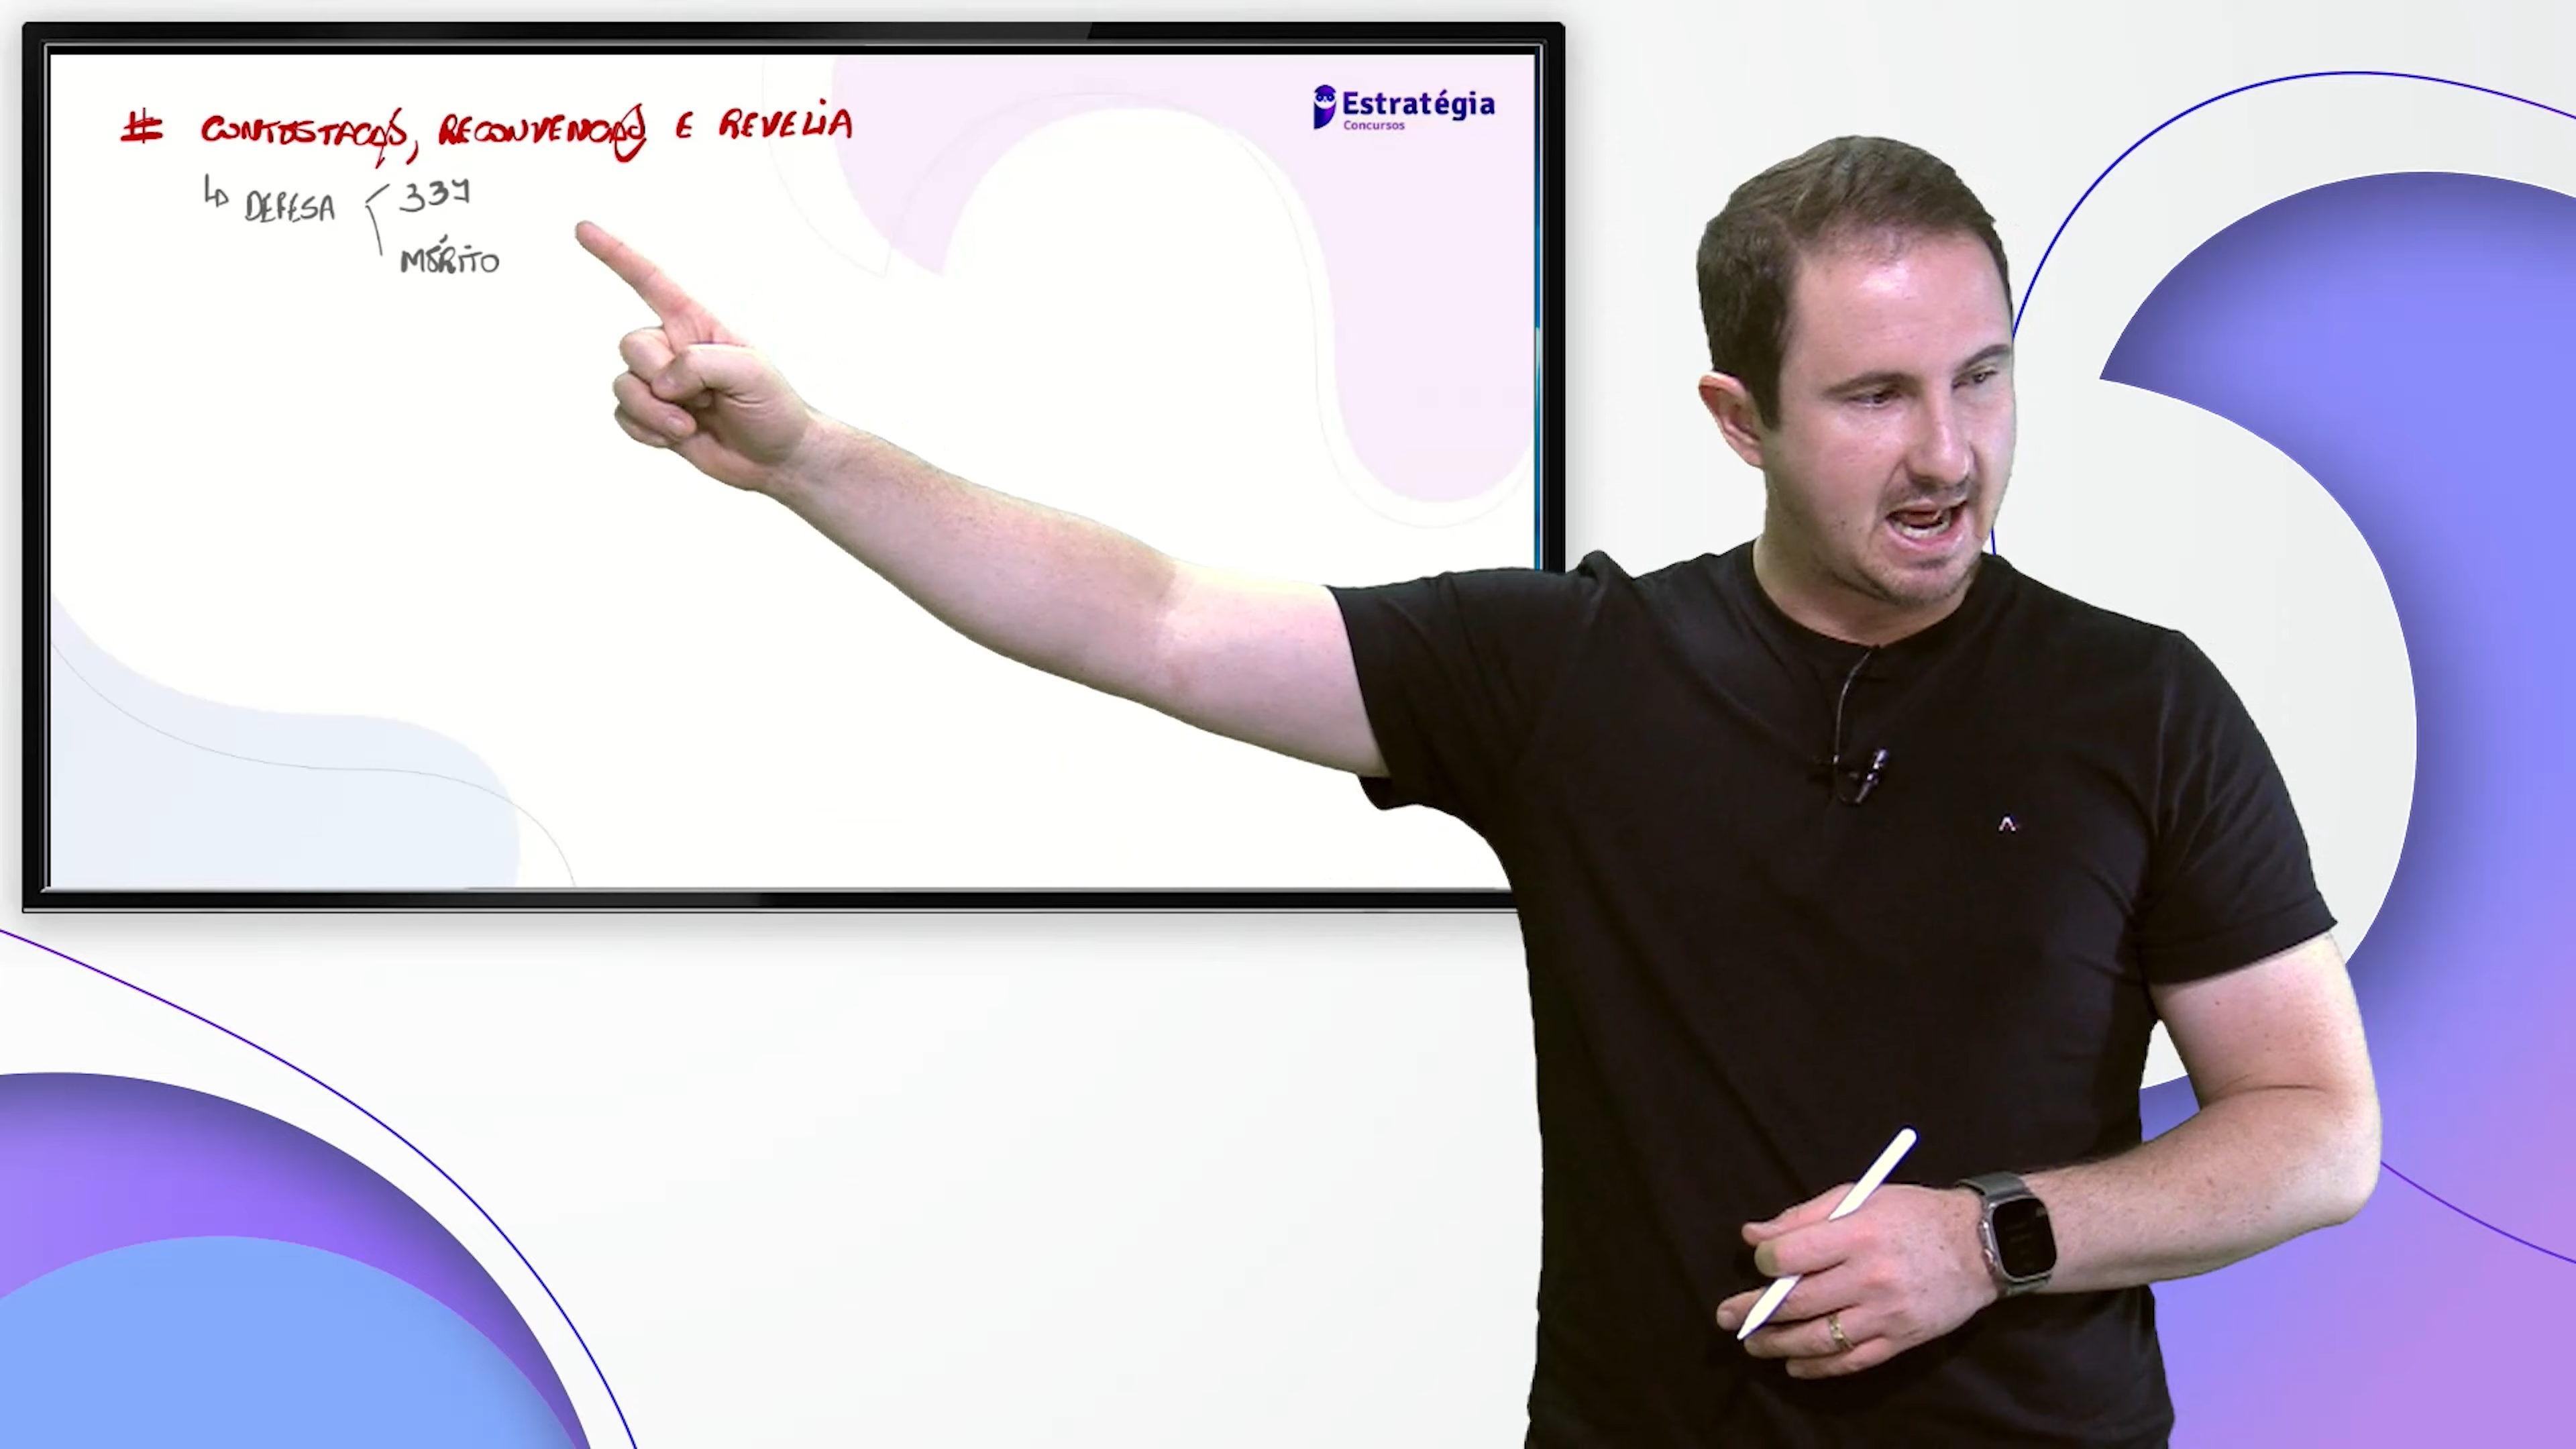 # CONTESTAÇÃO, RECONVENÇÃO E REVELIA
↳ DEFESA < 337
MÉRITO
Estratégia
Concursos